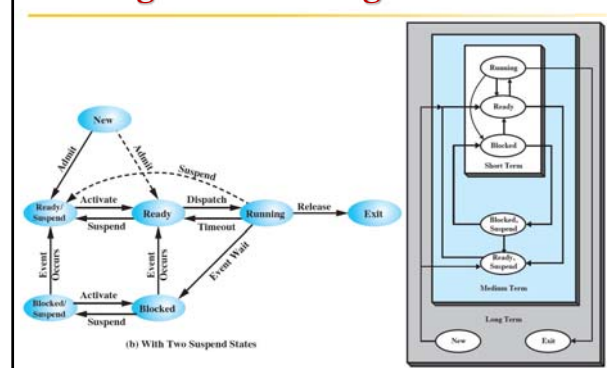 New
Admit
Admit
Suspend
Ready/
Suspend
Activate
Suspend
Ready
Dispatch
Timeout
Running
Release
Exit
Event
Occurs
Event
Occurs
Event Wait
Blocked/
Suspend
Activate
Suspend
Blocked
(b) With Two Suspend States
Running
Ready
Blocked
Short Term
Blocked,
Suspend
Ready,
Suspend
Medium Term
Long Term
New
Exit